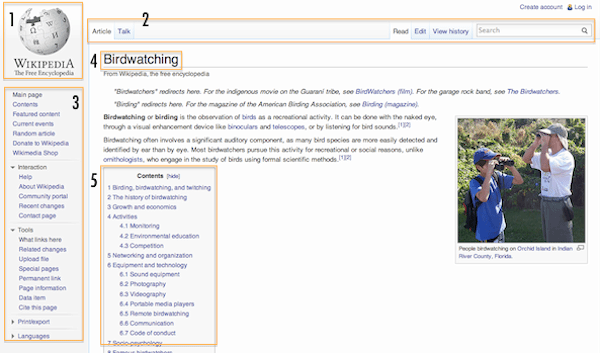 1
WIKIPEDIA
The Free Encyclopedia
Create account Log in
2
Article Talk Read Edit View history Search
3
Main page
Contents
Featured content
Current events
Random article
Donate to Wikipedia
Wikimedia Shop
Interaction
Help
About Wikipedia
Community portal
Recent changes
Contact page
Tools
What links here
Related changes
Upload file
Special pages
Permanent link
Page information
Data item
Cite this page
Print/export
Languages
4
Birdwatching
From Wikipedia, the free encyclopedia
"Birdwatchers" redirects here. For the indigenous movie on the Guarani tribe, see BirdWatchers (film). For the garage rock band, see The Birdwatchers.
"Birding" redirects here. For the magazine of the American Birding Association, see Birding (magazine).
Birdwatching or birding is the observation of birds as a recreational activity. It can be done with the naked eye,
through a visual enhancement device like binoculars and telescopes, or by listening for bird sounds.[1][2]
Birdwatching often involves a significant auditory component, as many bird species are more easily detected and
identified by ear than by eye. Most birdwatchers pursue this activity for recreational or social reasons, unlike
ornithologists, who engage in the study of birds using formal scientific methods.[1][2]
People birdwatching on Orchid Island in Indian
River County, Florida.
5
Contents [hide]
1 Birding, birdwatching, and twitching
2 The history of birdwatching
3 Growth and economics
4 Activities
4.1 Monitoring
4.2 Environmental education
4.3 Competition
5 Networking and organization
6 Equipment and technology
6.1 Sound equipment
6.2 Photography
6.3 Videography
6.4 Portable media players
6.5 Remote birdwatching
6.6 Communication
6.7 Code of conduct
7 Socio-psychology
8 Famous birdwatchers